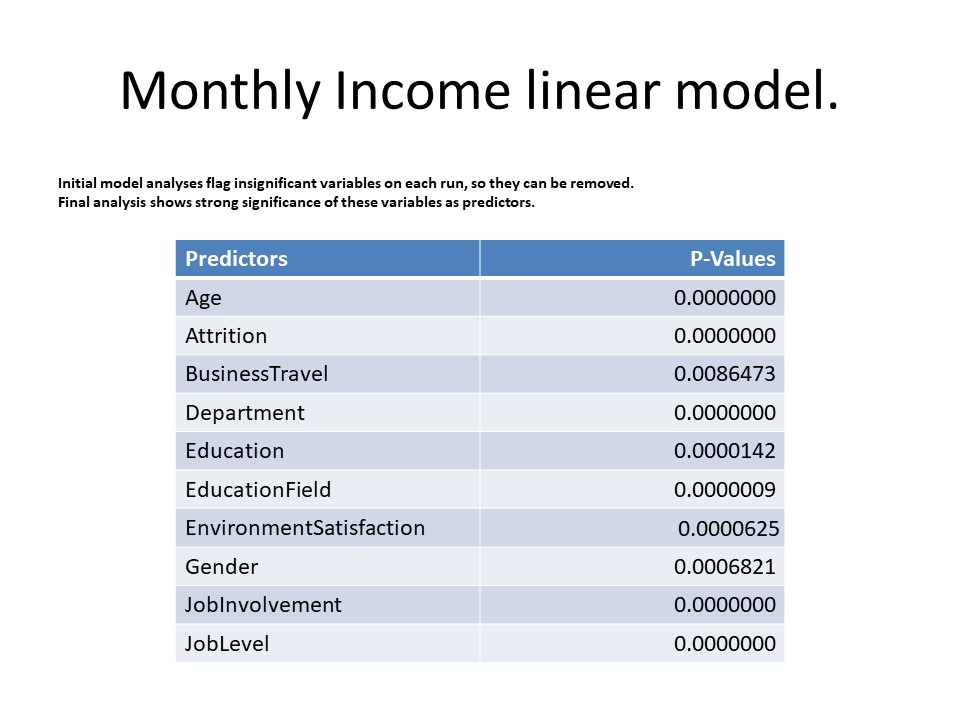 Monthly Income linear model.
Initial model analyses flag insignificant variables on each run, so they can be removed.
Final analysis shows strong significance of these variables as predictors.
Predictors P-Values
Age 0.0000000
Attrition 0.0000000
BusinessTravel 0.0086473
Department 0.0000000
Education 0.0000142
EducationField 0.0000009
EnvironmentSatisfaction 0.0000625
Gender 0.0006821
JobInvolvement 0.0000000
JobLevel 0.0000000